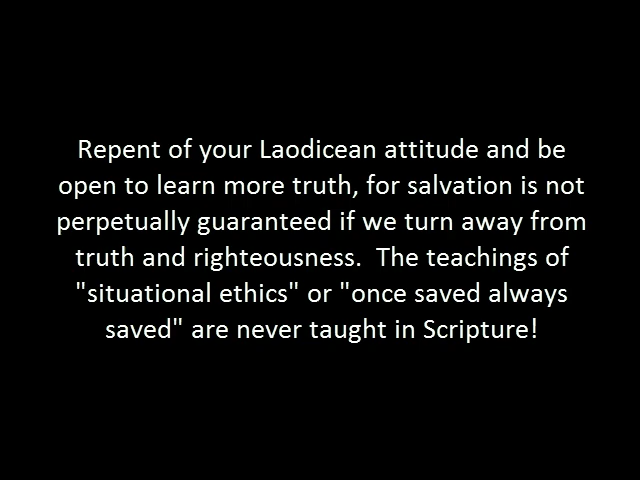 Repent of your Laodicean attitude and be
open to learn more truth, for salvation is not
perpetually guaranteed if we turn away from
truth and righteousness.  The teachings of
"situational ethics" or "once saved always
saved" are never taught in Scripture!